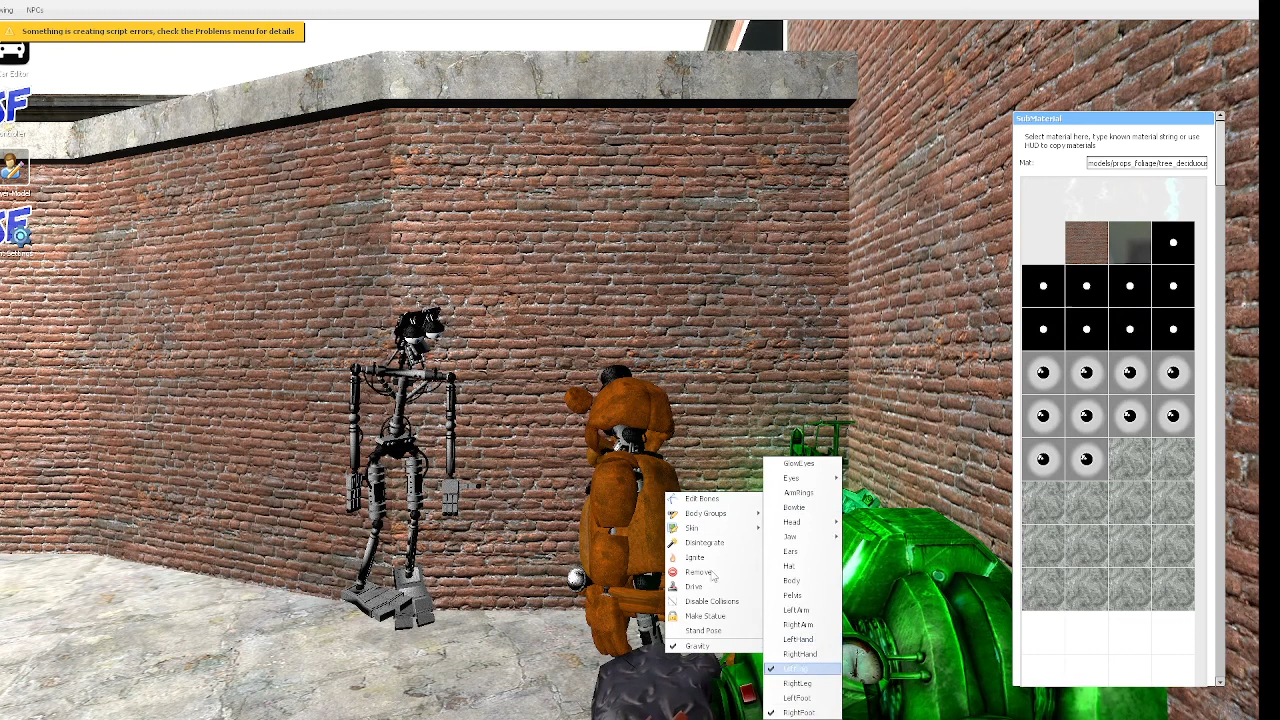 NPCs
Something is creating script errors, check the Problems menu for details
SubMaterial
Select material here, type known material string or use
HUD to copy materials
Mat:
models/props_foliage/tree_deciduous
Edit Bones
Body Groups
Skin
Disintegrate
Ignite
Remove
Drive
Disable Collisions
Make Statue
Stand Pose
Gravity
GlowEyes
Eyes
ArmRings
Bowtie
Head
Jaw
Ears
Hat
Body
Pelvis
LeftArm
RightArm
LeftHand
RightHand
LeftLeg
RightLeg
LeftFoot
RightFoot